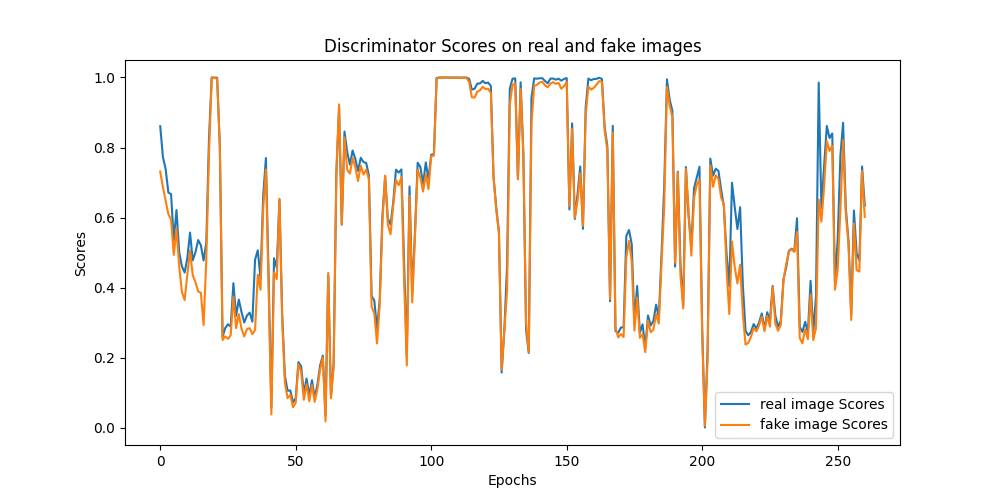 Discriminator Scores on real and fake images
Scores
1.0
0.8
0.6
0.4
0.2
0.0
0 50 100 150 200 250
Epochs
real image Scores
fake image Scores